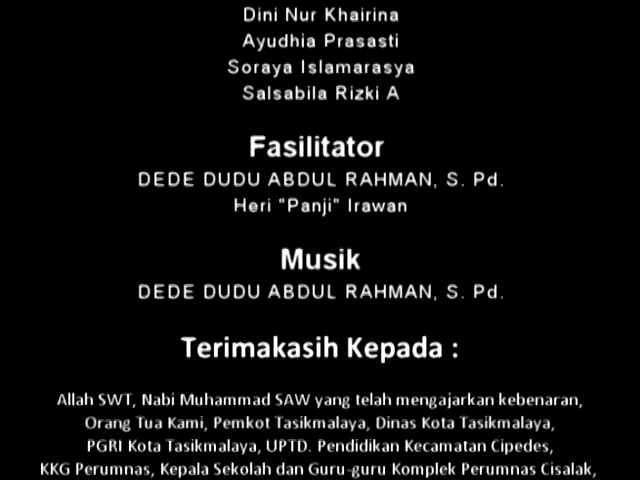 Dini Nur Khairina
Ayudhia Prasasti
Soraya Islamarasya
Salsabila Rizki A
Fasilitator
DEDE DUDU ABDUL RAHMAN, S. Pd.
Heri "Panji" Irawan
Musik
DEDE DUDU ABDUL RAHMAN, S. Pd.
Terimakasih Kepada :
Allah SWT, Nabi Muhammad SAW yang telah mengajarkan kebenaran,
Orang Tua Kami, Pemkot Tasikmalaya, Dinas Kota Tasikmalaya,
PGRI Kota Tasikmalaya, UPTD. Pendidikan Kecamatan Cipedes,
KKG Perumnas, Kepala Sekolah dan Guru-guru Komplek Perumnas Cisalak,